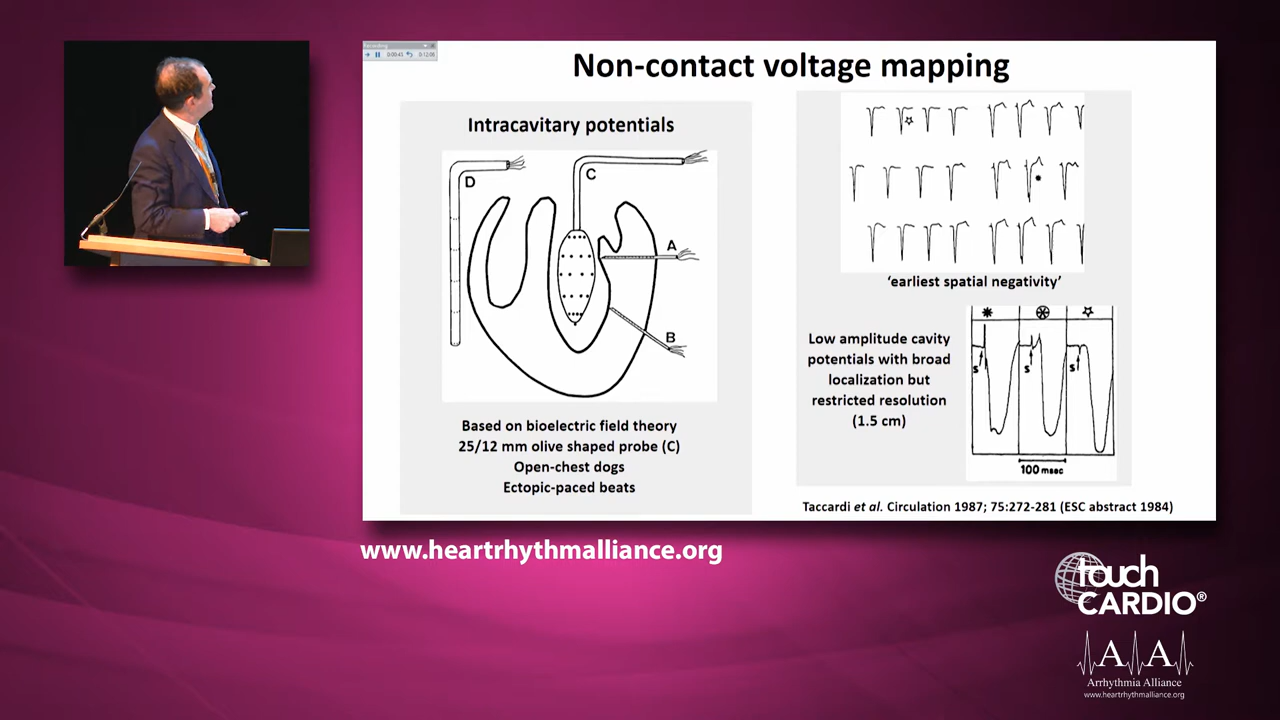 Recording
Non-contact voltage mapping
Intracavitary potentials
D
C
A
B
Based on bioelectric field theory
25/12 mm olive shaped probe (C)
Open-chest dogs
Ectopic-paced beats
‘earliest spatial negativity’
Low amplitude cavity
potentials with broad
localization but
restricted resolution
(1.5 cm)
S
S
S
100 msec
Taccardi et al. Circulation 1987; 75:272-281 (ESC abstract 1984)
www.heartrhythmalliance.org
touch
CARDIO®
A A
Arrhythmia Alliance
www.heartrhythmalliance.org